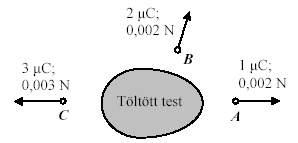 2 μC;
0,002 N
B
3 μC;
0,003 N
C
Töltött test
1 μC;
0,002 N
A